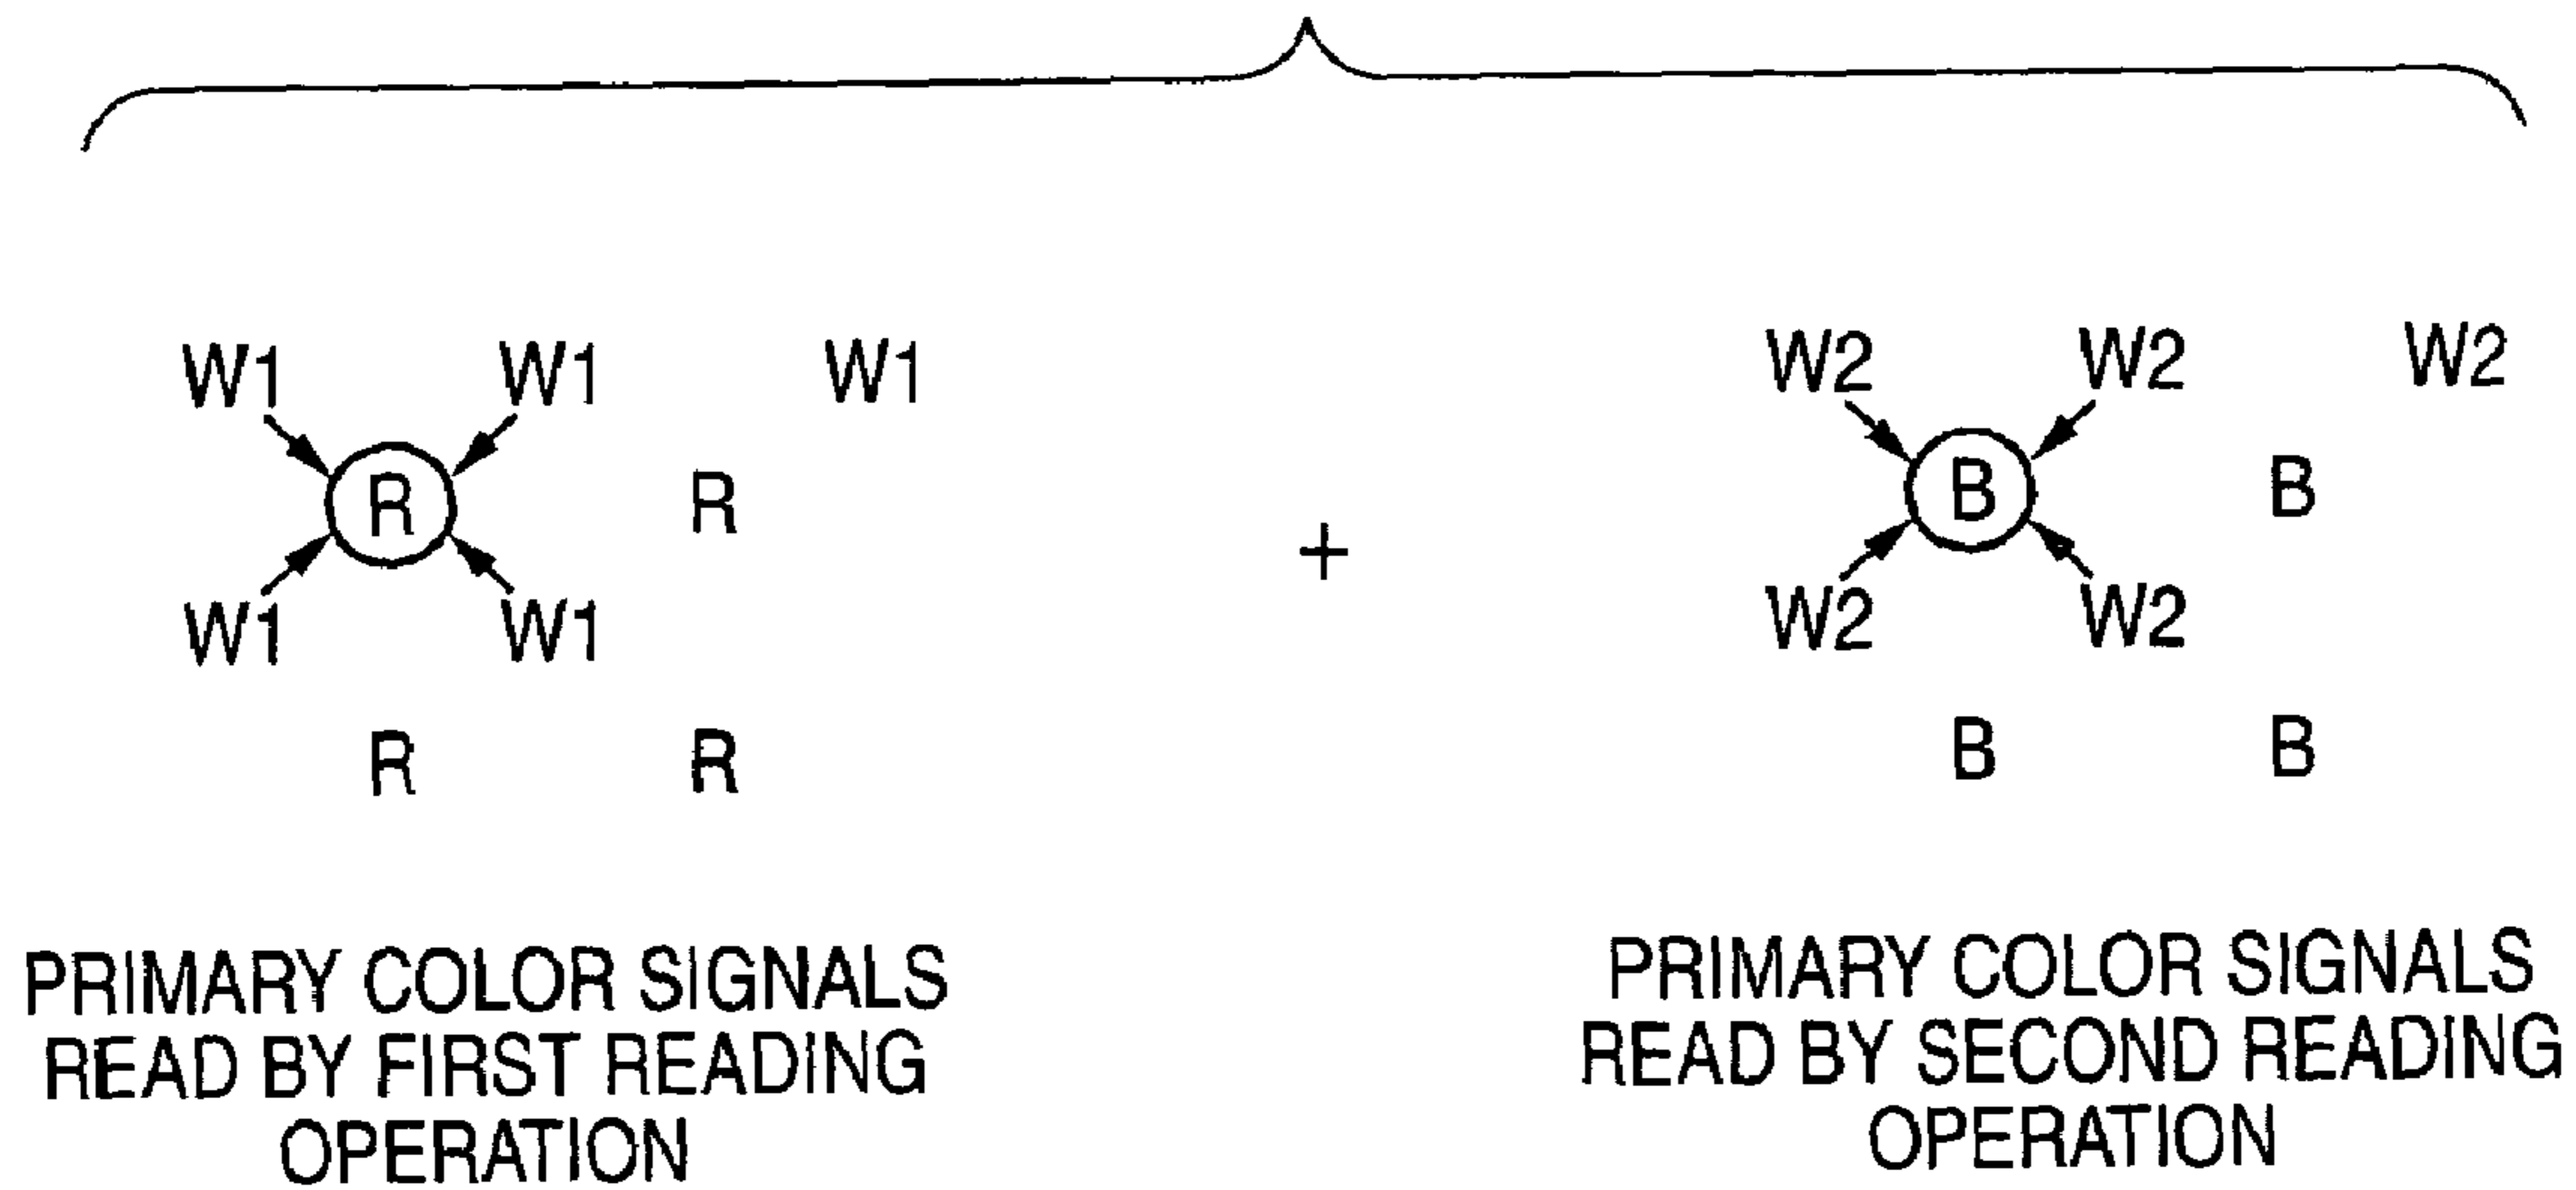 W1 W1 W1
R R
W1 W1
R R
+
W2 W2 W2
B B
W2 W2
B B
PRIMARY COLOR SIGNALS
READ BY FIRST READING
OPERATION
PRIMARY COLOR SIGNALS
READ BY SECOND READING
OPERATION